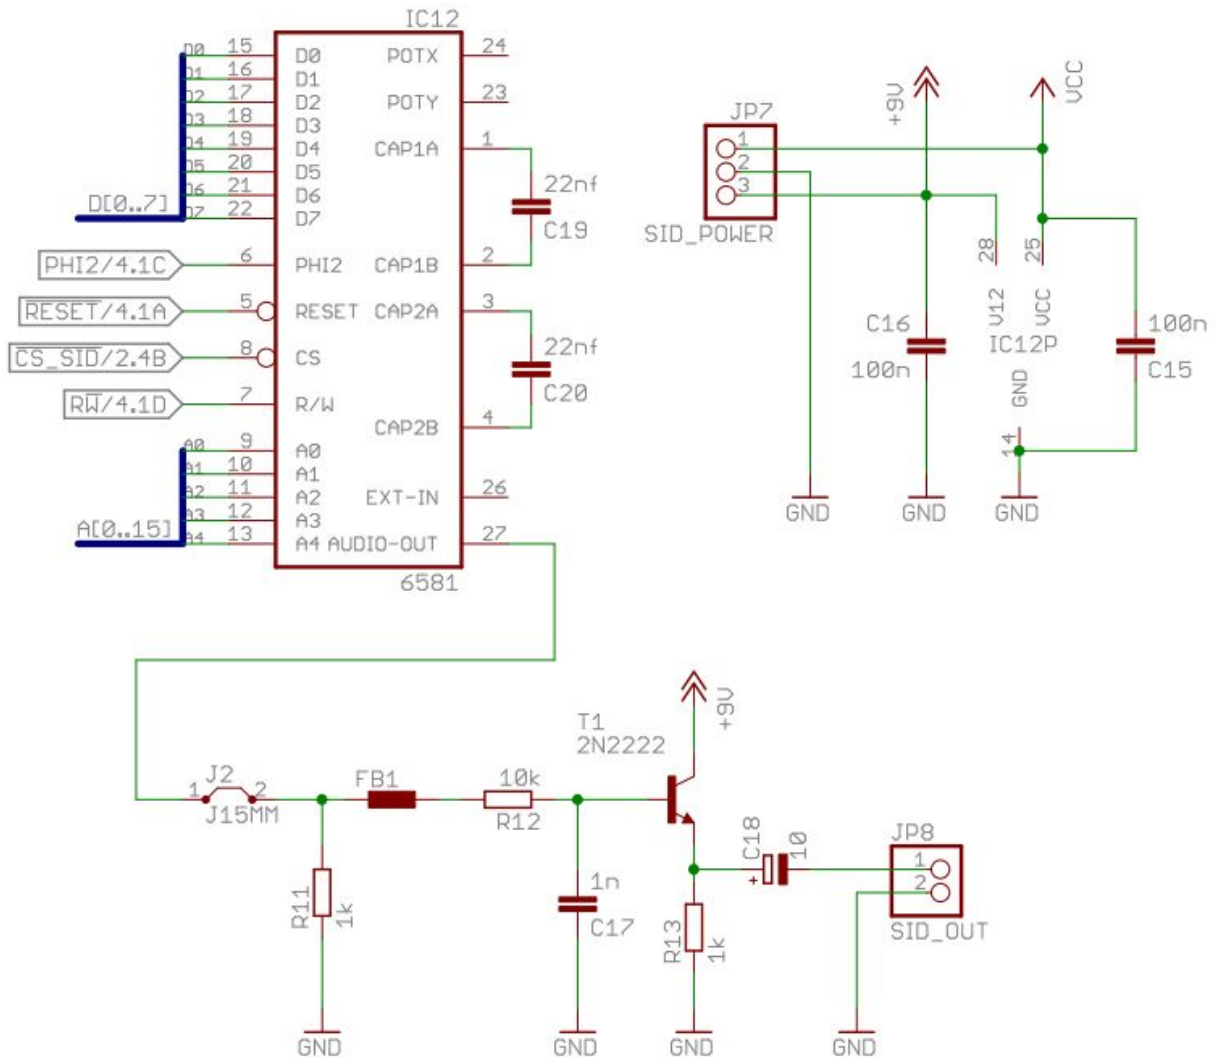 IC12
D0 15 D0 POTX 24
D1 16 D1
D2 17 D2 POTY 23
D3 18 D3
D4 19 D4 CAP1A 1
D5 20 D5
D6 21 D6
D7 22 D7
D[0..7]
22nf
C19
PHI2/4.1C 6 PHI2 CAP1B 2
RESET/4.1A 5 RESET CAP2A 3
CS_SID/2.4B 8 CS
22nf
C20
RW/4.1D 7 R/W
CAP2B 4
A0 9 A0
A1 10 A1
A2 11 A2 EXT-IN 26
A3 12 A3
A4 13 A4 AUDIO-OUT 27
A[0..15]
6581
+9V
VCC
JP7
1
2
3
SID_POWER
28
25
V12
VCC
IC12P
GND
14
C16
100n
100n
C15
GND
GND
GND
J2
1 2
J15MM
FB1
10k
R12
R11
1k
1n
C17
T1
2N2222
+9V
C18
+
10
R13
1k
JP8
1
2
SID_OUT
GND
GND
GND
GND